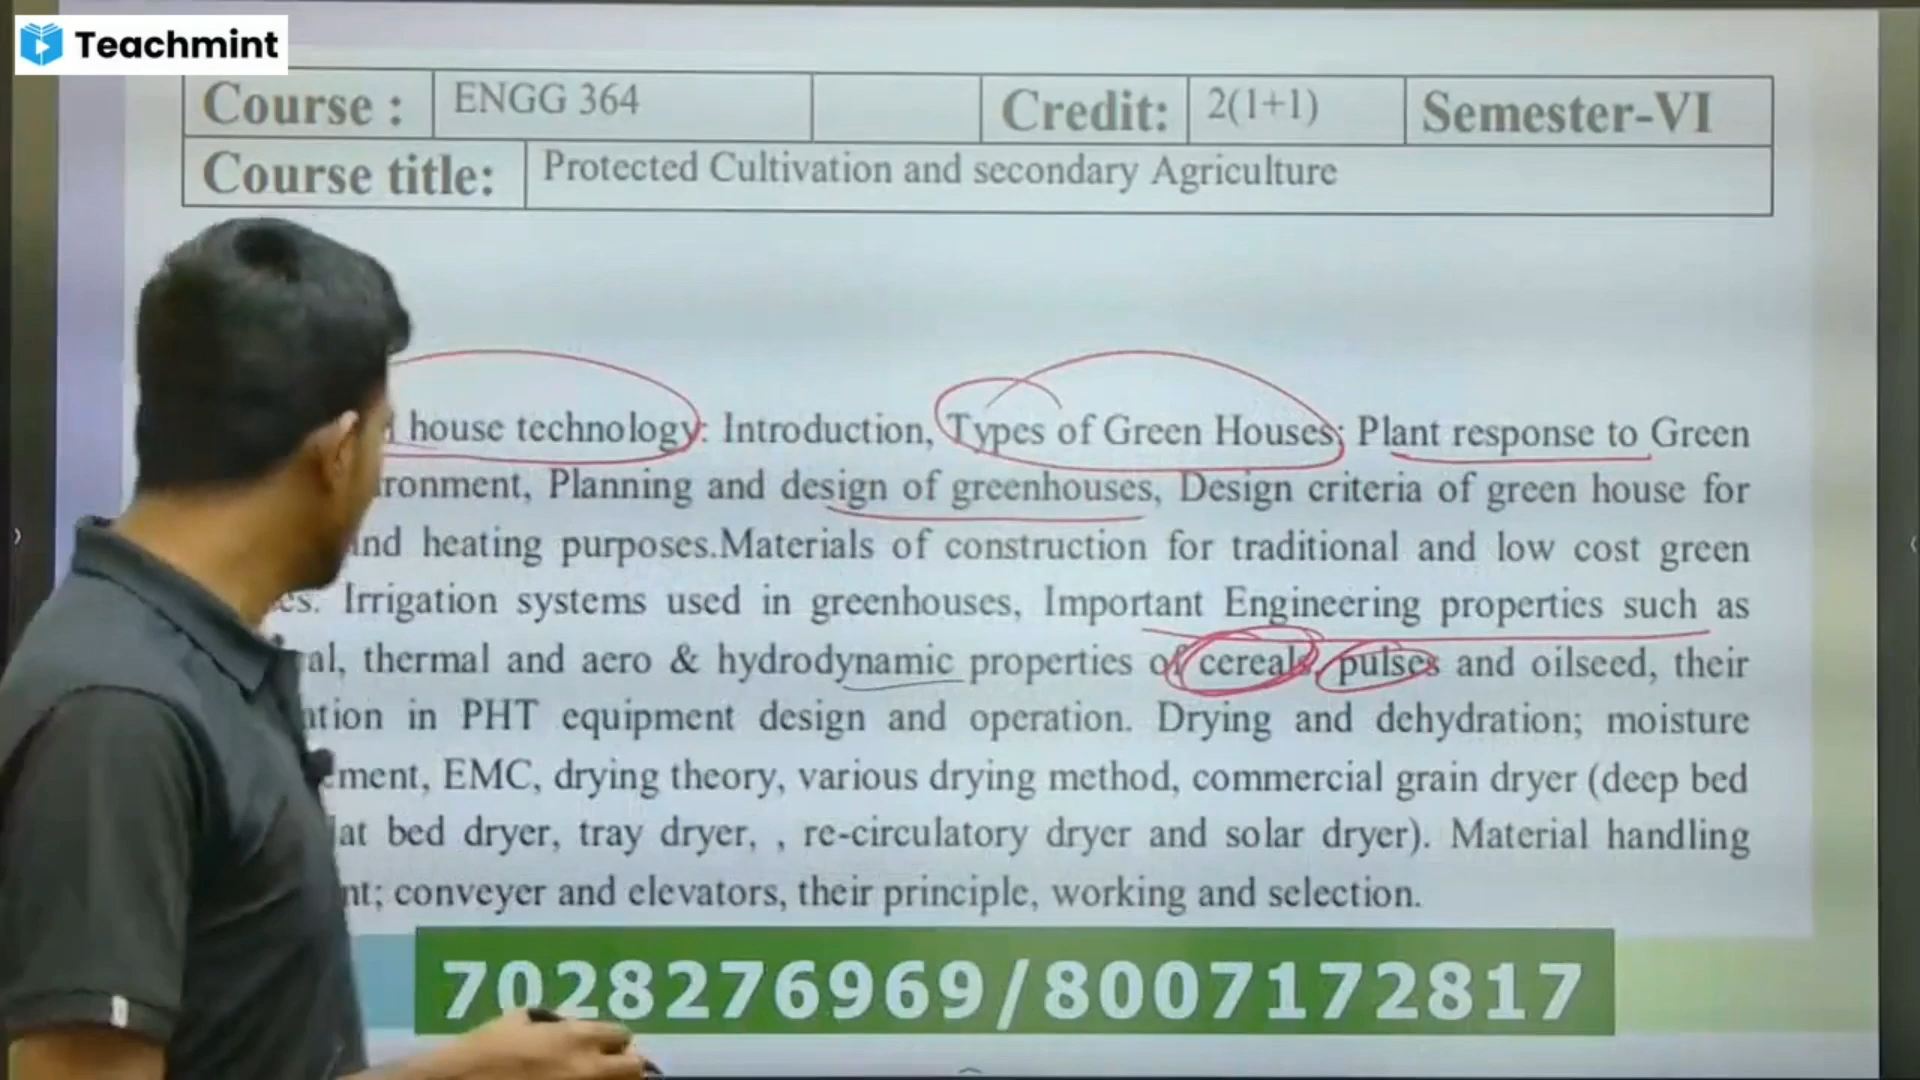 Teachmint
Course : ENGG 364 Credit: 2(1+1) Semester-VI
Course title: Protected Cultivation and secondary Agriculture
house technology: Introduction, Types of Green Houses; Plant response to Green
ronment, Planning and design of greenhouses, Design criteria of green house for
and heating purposes.Materials of construction for traditional and low cost green
es. Irrigation systems used in greenhouses, Important Engineering properties such as
al, thermal and aero & hydrodynamic properties of cereals, pulses and oilseed, their
ation in PHT equipment design and operation. Drying and dehydration; moisture
ement, EMC, drying theory, various drying method, commercial grain dryer (deep bed
lat bed dryer, tray dryer, , re-circulatory dryer and solar dryer). Material handling
nt; conveyer and elevators, their principle, working and selection.
7028276969/8007172817